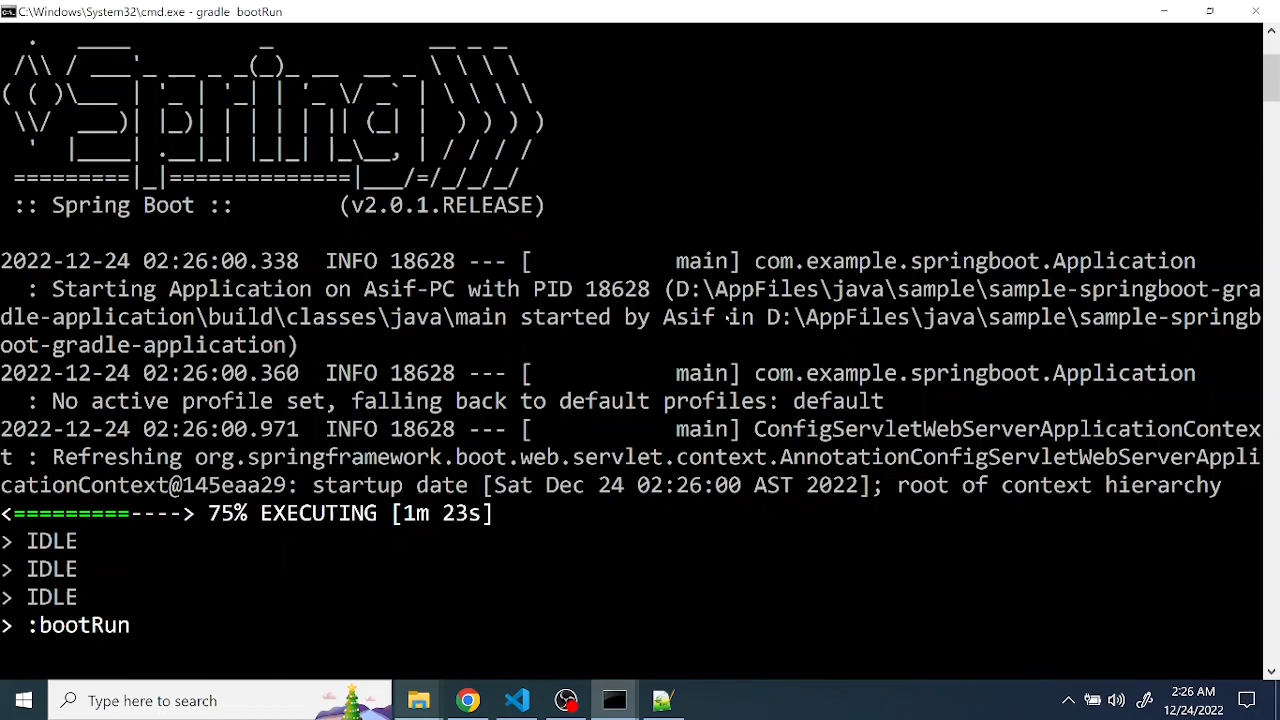 C:\Windows\System32\cmd.exe - gradle bootRun
  .   ____          _            __ _ _
 /\\ / ___'_ __ _ _(_)_ __  __ _ \ \ \ \
( ( )\___ | '_ | '_| | '_ \/ _` | \ \ \ \
 \\/  ___)| |_)| | | | | || (_| |  ) ) ) )
  '  |____| .__|_| |_|_| |_\__, | / / / /
 =========|_|==============|___/=/_/_/_/
 :: Spring Boot ::        (v2.0.1.RELEASE)
2022-12-24 02:26:00.338  INFO 18628 --- [           main] com.example.springboot.Application
  : Starting Application on Asif-PC with PID 18628 (D:\AppFiles\java\sample\sample-springboot-gra
dle-application\build\classes\java\main started by Asif in D:\AppFiles\java\sample\sample-springb
oot-gradle-application)
2022-12-24 02:26:00.360  INFO 18628 --- [           main] com.example.springboot.Application
  : No active profile set, falling back to default profiles: default
2022-12-24 02:26:00.971  INFO 18628 --- [           main] ConfigServletWebServerApplicationContex
t : Refreshing org.springframework.boot.web.servlet.context.AnnotationConfigServletWebServerAppli
cationContext@145eaa29: startup date [Sat Dec 24 02:26:00 AST 2022]; root of context hierarchy
<=========----> 75% EXECUTING [1m 23s]
> IDLE
> IDLE
> IDLE
> :bootRun
Type here to search
2:26 AM
12/24/2022